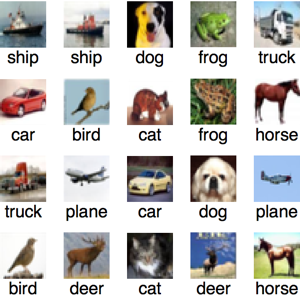 ship ship dog frog truck
car bird cat frog horse
truck plane car dog plane
bird deer cat deer horse